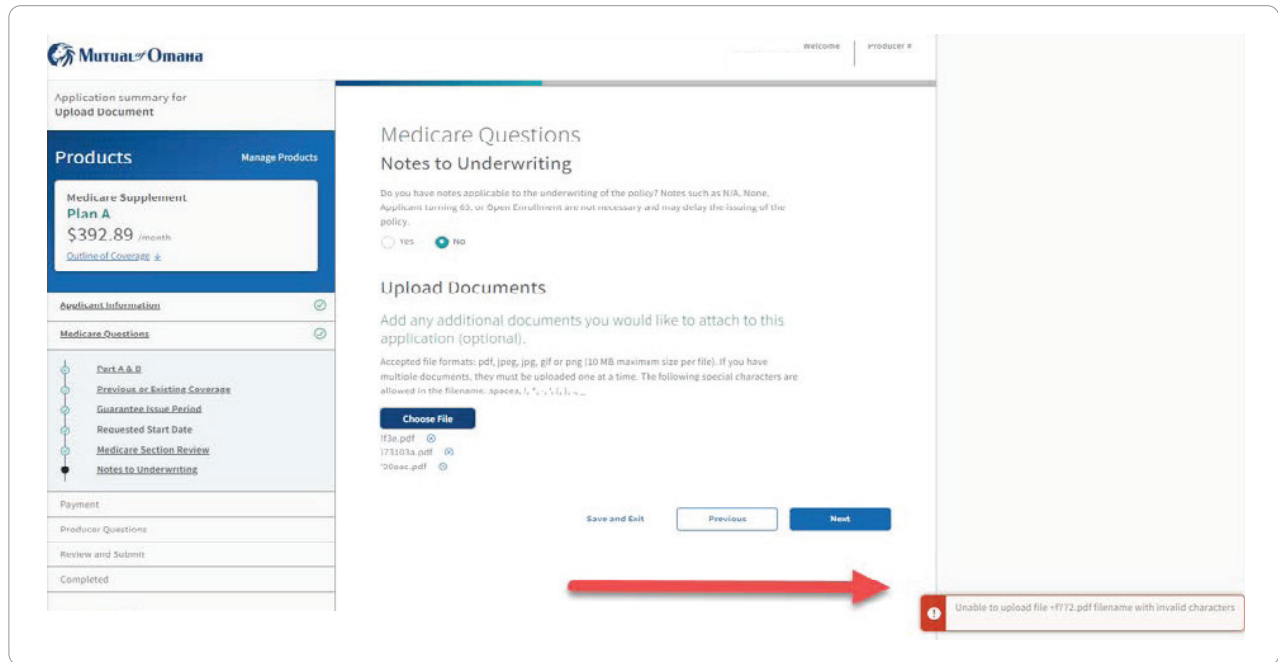 Mutual of Omaha
Welcome
Producer #
Application summary for
Upload Document
Products
Manage Products
Medicare Supplement
Plan A
$392.89 /month
Outline of Coverage
Applicant Information
Medicare Questions
Part A & B
Previous or Existing Coverage
Guarantee Issue Period
Requested Start Date
Medicare Section Review
Notes to Underwriting
Payment
Producer Questions
Review and Submit
Completed
Medicare Questions
Notes to Underwriting
Do you have notes applicable to the underwriting of the policy? Notes such as N/A, None,
Applicant turning 65, or Open Enrollment are not necessary and may delay the issuing of the
policy.
Yes
No
Upload Documents
Add any additional documents you would like to attach to this
application (optional).
Accepted file formats: pdf, jpeg, jpg, gif or png (10 MB maximum size per file). If you have
multiple documents, they must be uploaded one at a time. The following special characters are
allowed in the filename. spaces,
Choose File
!f3e.pdf
)73103a.pdf
Save and Exit
Previous
Next
Unable to upload file +f772.pdf filename with invalid characters